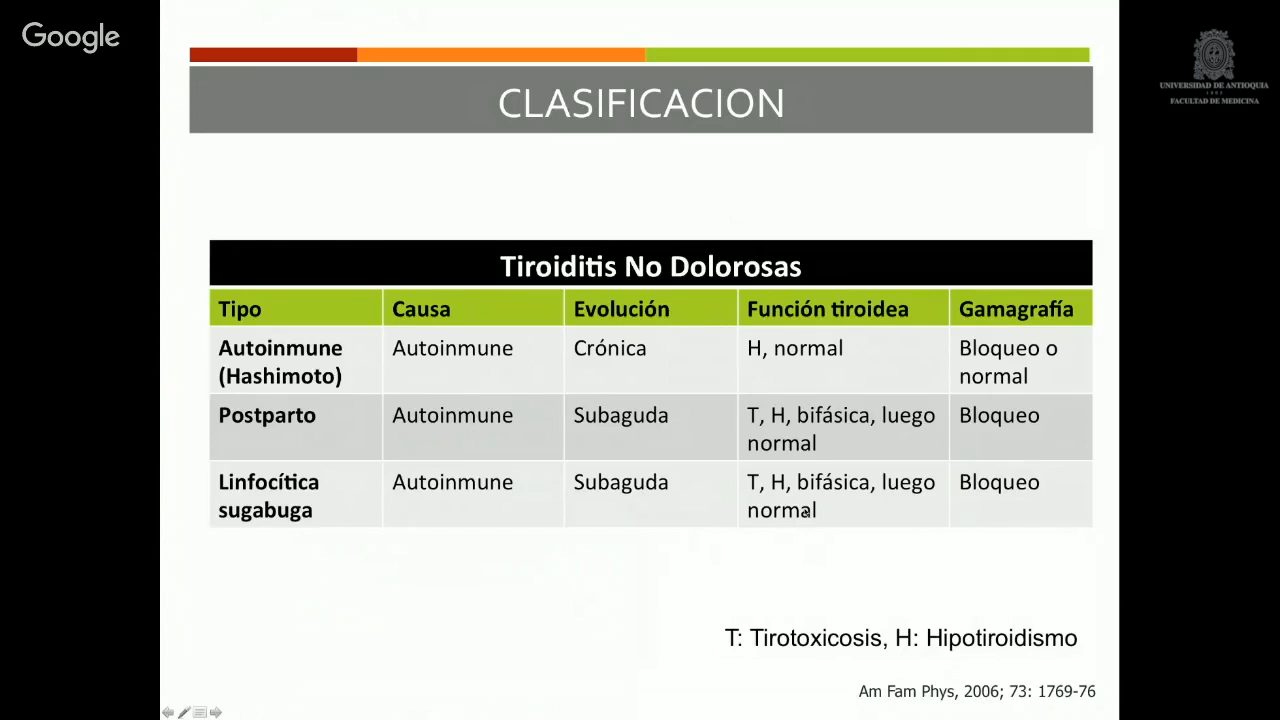 Google
UNIVERSIDAD DE ANTIOQUIA
1803
FACULTAD DE MEDICINA
CLASIFICACION
Tiroiditis No Dolorosas
Tipo Causa Evolución Función tiroidea Gamagrafía
Autoinmune Autoinmune Crónica H, normal Bloqueo o
(Hashimoto) normal
Postparto Autoinmune Subaguda T, H, bifásica, luego Bloqueo
normal
Linfocítica Autoinmune Subaguda T, H, bifásica, luego Bloqueo
sugabuga normal
T: Tirotoxicosis, H: Hipotiroidismo
Am Fam Phys, 2006; 73: 1769-76